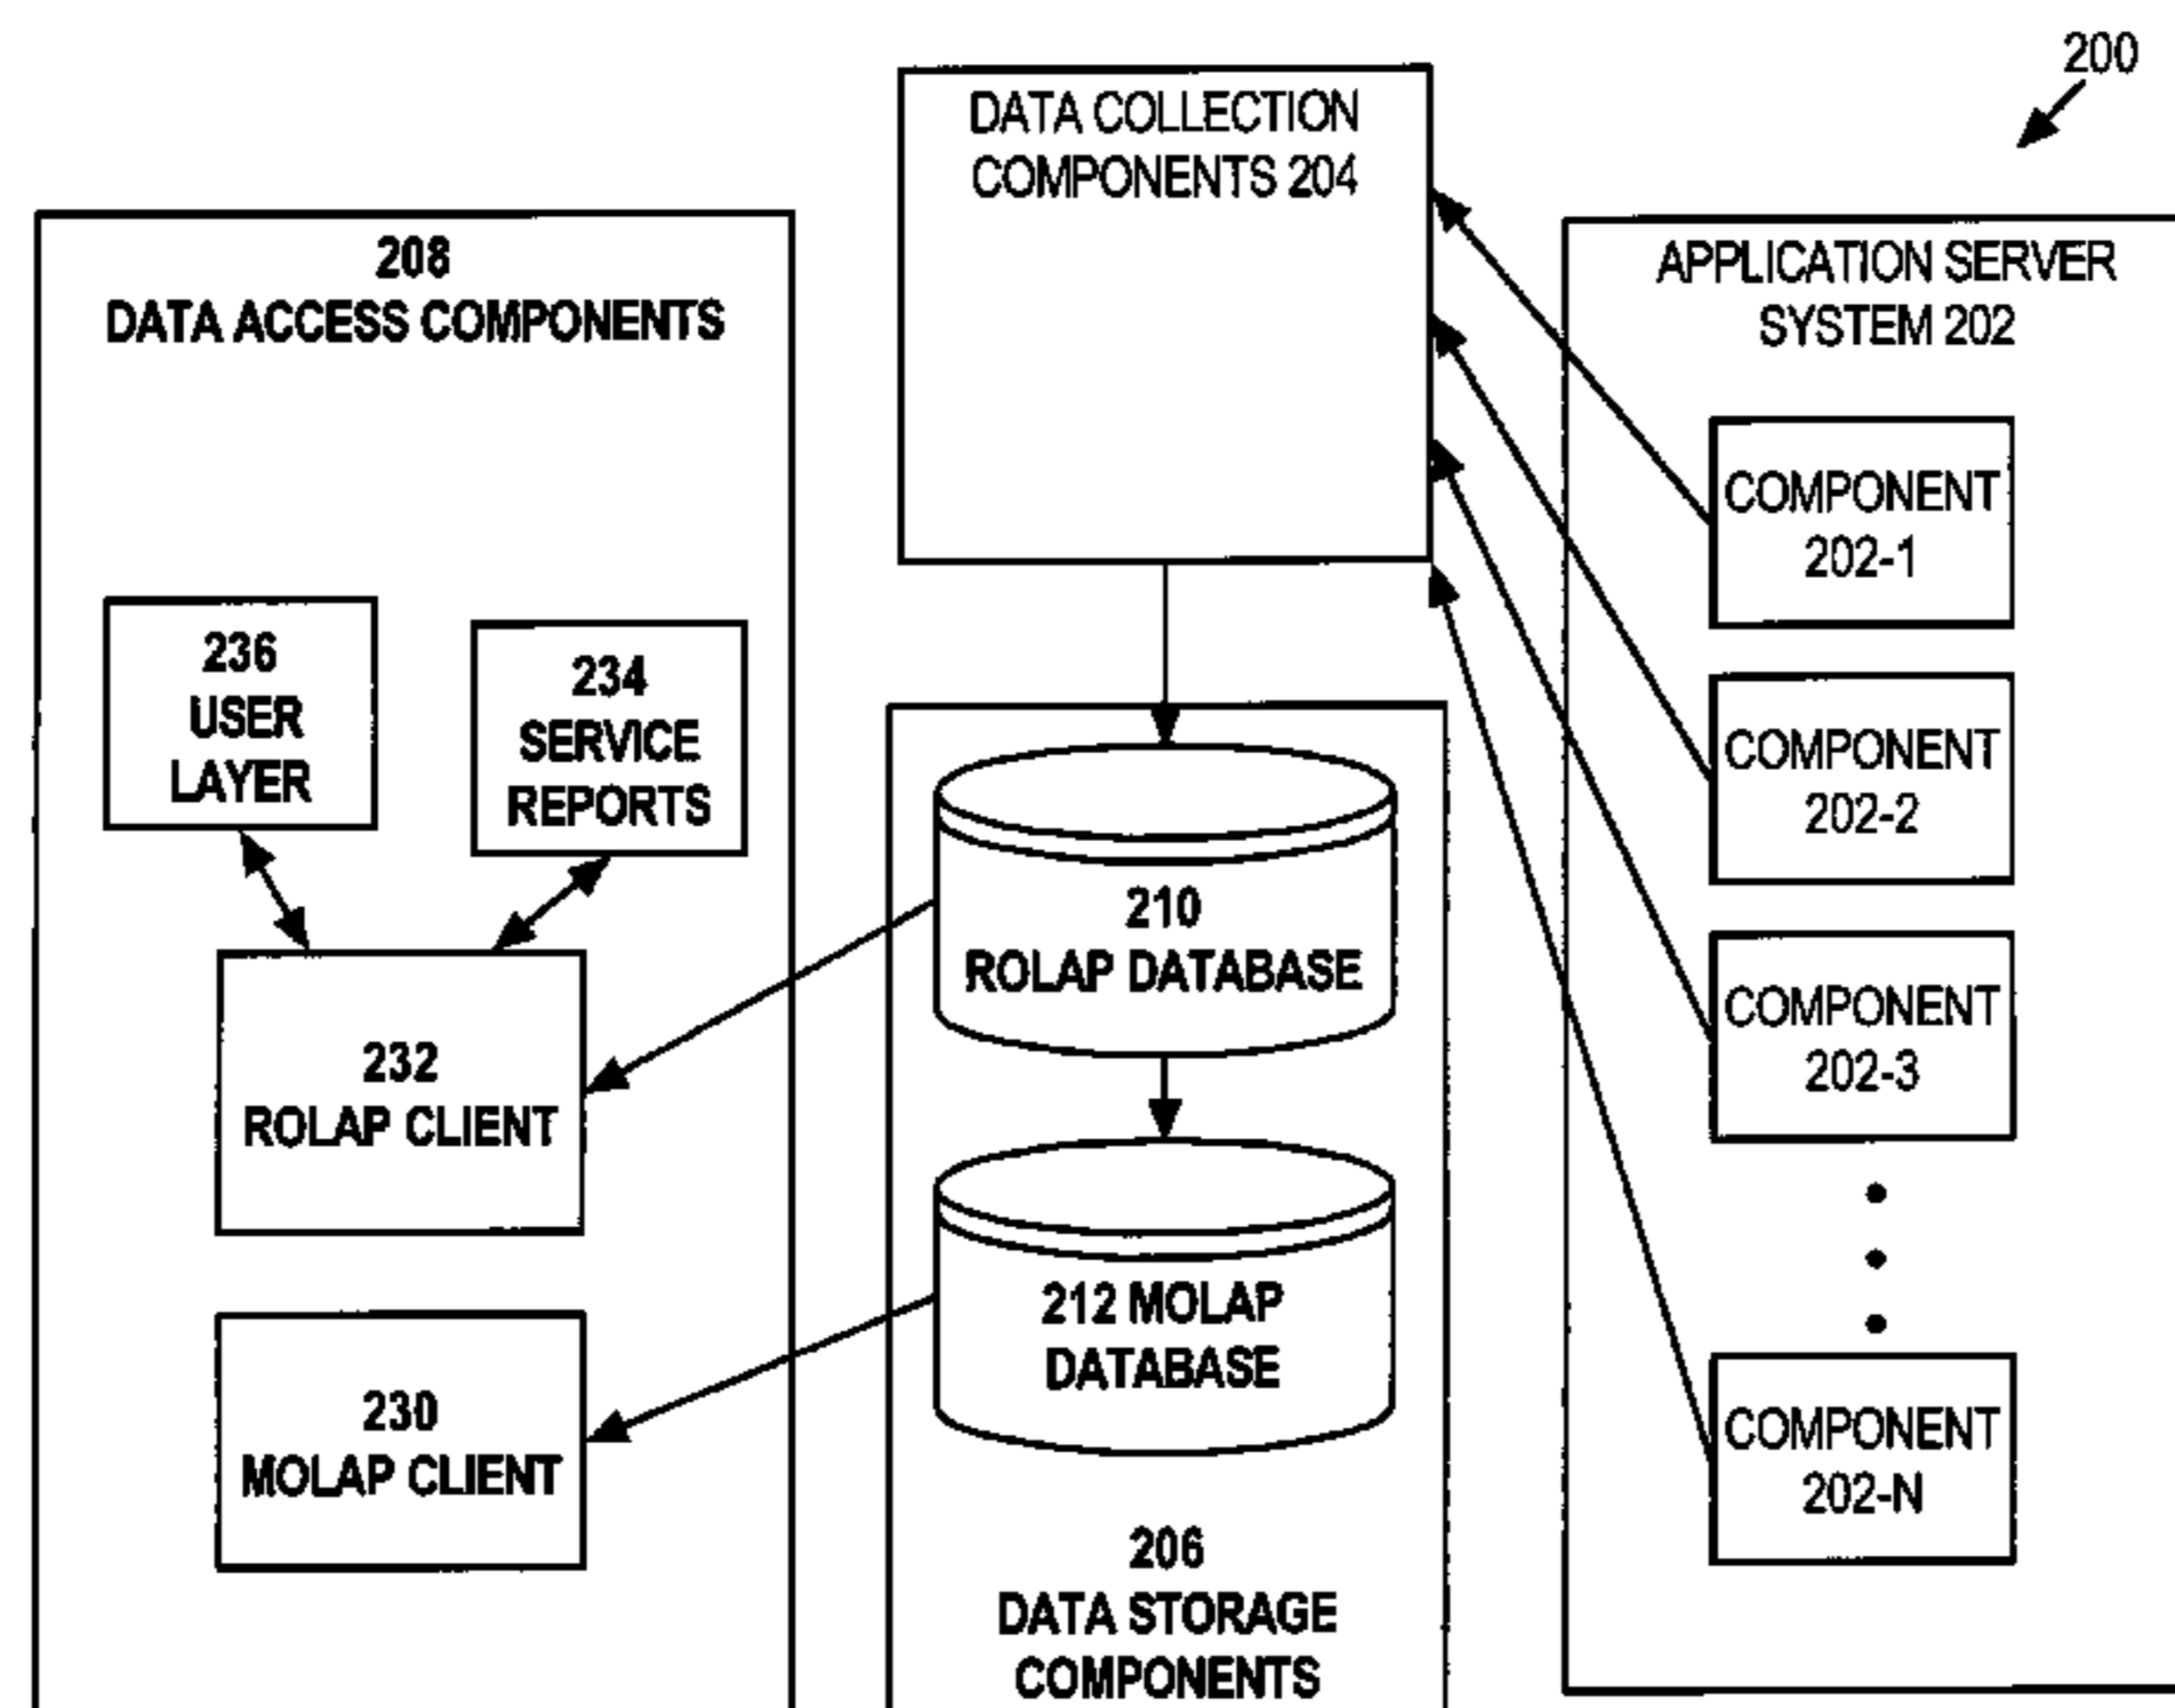 200
DATA COLLECTION
COMPONENTS 204
208
DATA ACCESS COMPONENTS
236
USER
LAYER
234
SERVICE
REPORTS
232
ROLAP CLIENT
230
MOLAP CLIENT
210
ROLAP DATABASE
212 MOLAP
DATABASE
206
DATA STORAGE
COMPONENTS
APPLICATION SERVER
SYSTEM 202
COMPONENT
202-1
COMPONENT
202-2
COMPONENT
202-3
COMPONENT
202-N